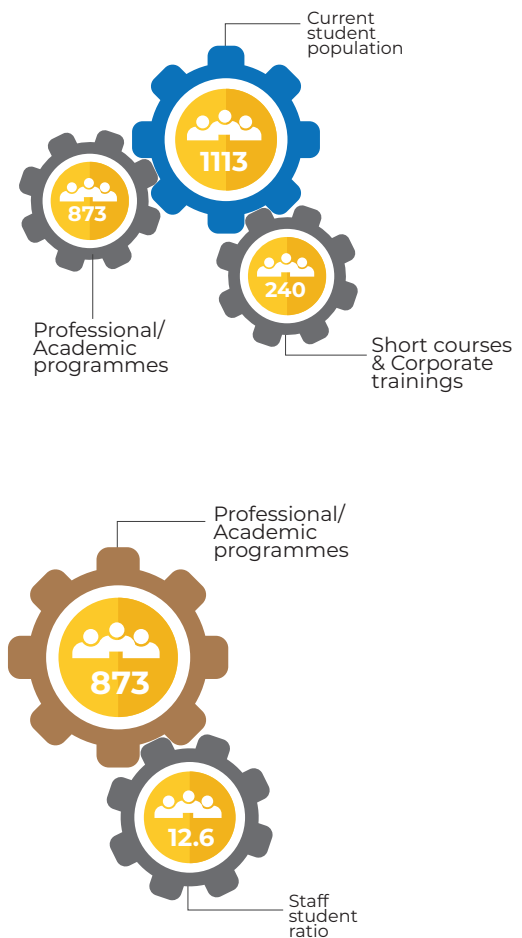 Current
student
population
1113
873
240
Professional/
Academic
programmes
Short courses
& Corporate
trainings
Professional/
Academic
programmes
873
12.6
Staff
student
ratio